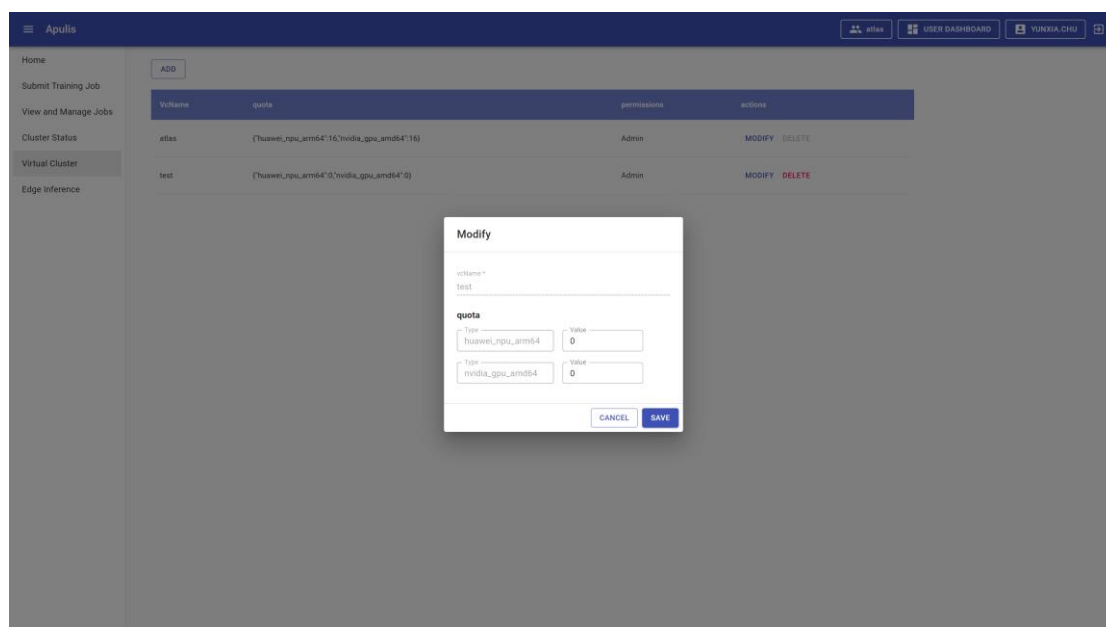 Apulis
atlas
USER DASHBOARD
YUNXIA.CHU
Home
Submit Training Job
View and Manage Jobs
Cluster Status
Virtual Cluster
Edge Inference
ADD
VcName quota permissions actions
atlas {"huawei_npu_arm64":16,"nvidia_gpu_amd64":16} Admin MODIFY DELETE
test {"huawei_npu_arm64":0,"nvidia_gpu_amd64":0} Admin MODIFY DELETE
Modify
vcName *
test
quota
Type Value
huawei_npu_arm64 0
Type Value
nvidia_gpu_amd64 0
CANCEL SAVE